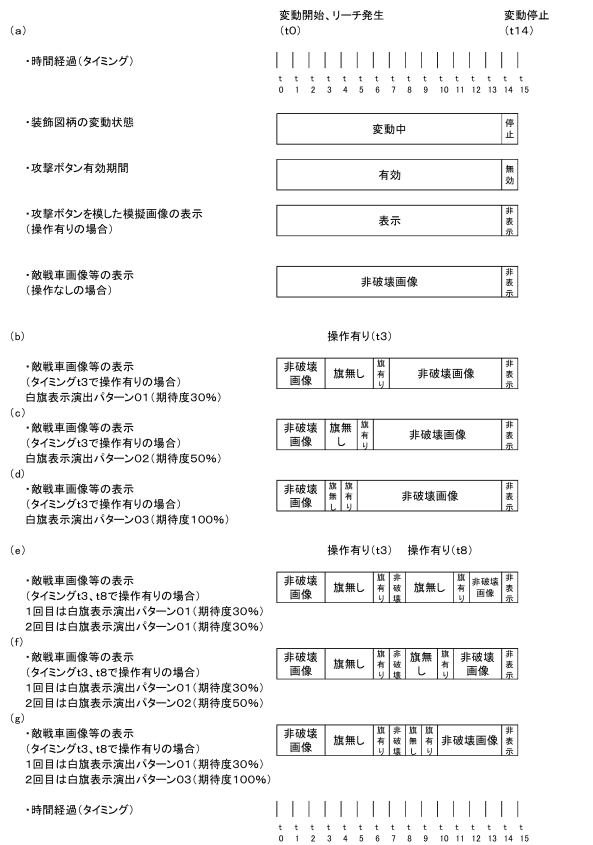 変動開始、リーチ発生
変動停止
(a)
(t0)
(t14)
・時間経過(タイミング)
t t t t t t t t t t t t t t t t
0 1 2 3 4 5 6 7 8 9 10 11 12 13 14 15
・装飾図柄の変動状態
変動中
停止
・攻撃ボタン有効期間
有効
無効
・攻撃ボタンを模した模擬画像の表示
(操作有りの場合)
表示
非表示
・敵戦車画像等の表示
(操作なしの場合)
非破壊画像
非表示
(b)
操作有り(t3)
・敵戦車画像等の表示
(タイミングt3で操作有りの場合)
白旗表示演出パターン01(期待度30%)
非破壊
画像
旗無し
旗有り
非破壊画像
非表示
(c)
・敵戦車画像等の表示
(タイミングt3で操作有りの場合)
白旗表示演出パターン02(期待度50%)
非破壊
画像
旗無
し
旗有り
非破壊画像
非表示
(d)
・敵戦車画像等の表示
(タイミングt3で操作有りの場合)
白旗表示演出パターン03(期待度100%)
非破壊
画像
旗無し
旗有り
非破壊画像
非表示
(e)
操作有り(t3)
操作有り(t8)
・敵戦車画像等の表示
(タイミングt3、t8で操作有りの場合)
1回目は白旗表示演出パターン01(期待度30%)
2回目は白旗表示演出パターン01(期待度30%)
非破壊
画像
旗無し
旗有り
非破壊
旗無し
旗有り
非破壊
画像
非表示
(f)
・敵戦車画像等の表示
(タイミングt3、t8で操作有りの場合)
1回目は白旗表示演出パターン01(期待度30%)
2回目は白旗表示演出パターン02(期待度50%)
非破壊
画像
旗無し
旗有り
非破壊
旗無
し
旗有り
非破壊
画像
非表示
(g)
・敵戦車画像等の表示
(タイミングt3、t8で操作有りの場合)
1回目は白旗表示演出パターン01(期待度30%)
2回目は白旗表示演出パターン03(期待度100%)
非破壊
画像
旗無し
旗有り
非破壊
旗無し
旗有り
非破壊画像
非表示
・時間経過(タイミング)
t t t t t t t t t t t t t t t t
0 1 2 3 4 5 6 7 8 9 10 11 12 13 14 15